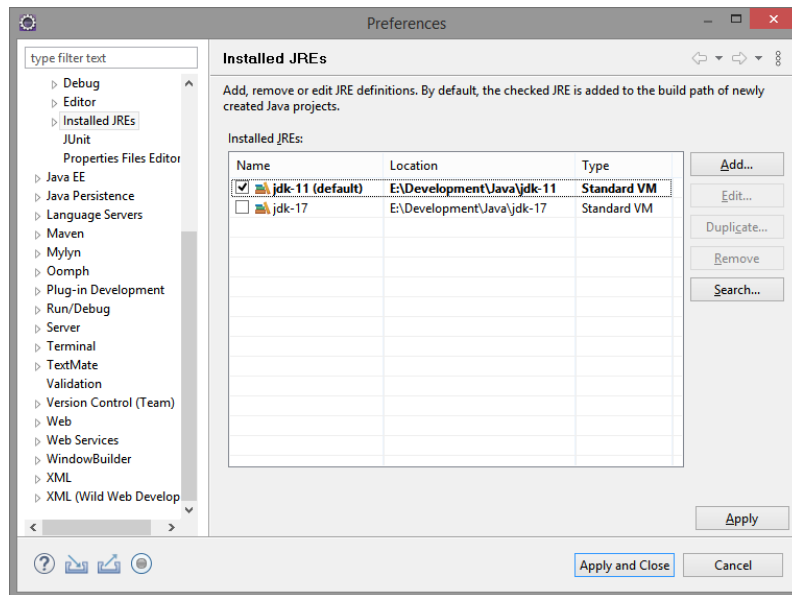 Preferences
type filter text
Debug
Editor
Installed JREs
JUnit
Properties Files Editor
Java EE
Java Persistence
Language Servers
Maven
Mylyn
Oomph
Plug-in Development
Run/Debug
Server
Terminal
TextMate
Validation
Version Control (Team)
Web
Web Services
WindowBuilder
XML
XML (Wild Web Develop
Installed JREs
Add, remove or edit JRE definitions. By default, the checked JRE is added to the build path of newly
created Java projects.
Installed JREs:
Name Location Type
jdk-11 (default) E:\Development\Java\jdk-11 Standard VM
jdk-17 E:\Development\Java\jdk-17 Standard VM
Add...
Edit...
Duplicate...
Remove
Search...
Apply
Apply and Close Cancel